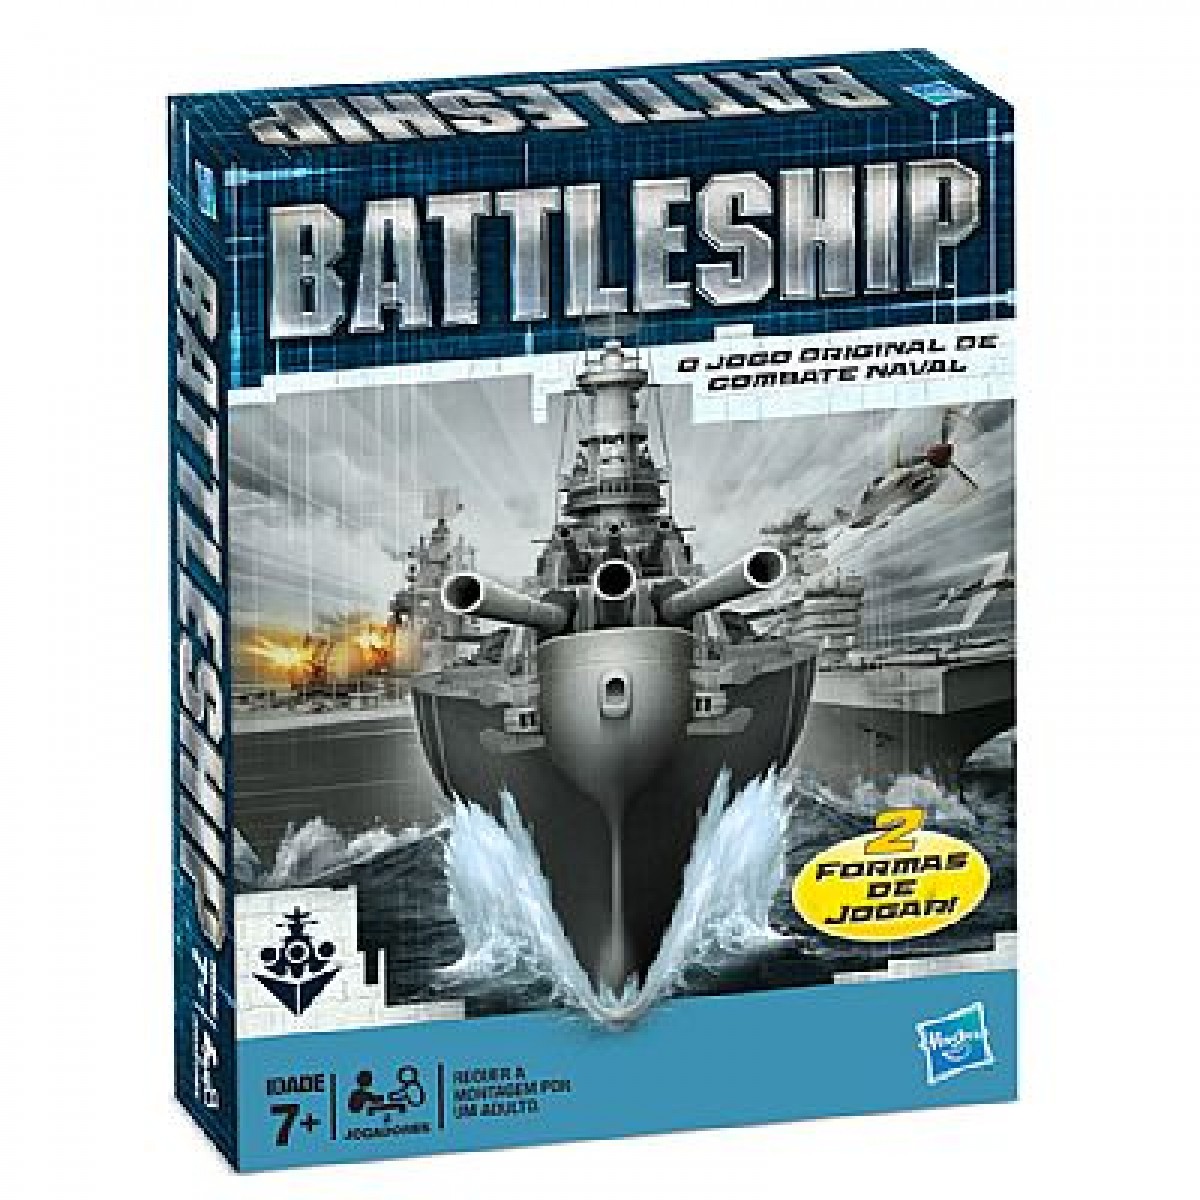 BATTLESHIP
BATTLESHIP
O JOGO ORIGINAL DE
COMBATE NAVAL
BATTLESHIP
2
FORMAS
DE
JOGAR!
Hasbro
IDADE
7+
JOGADORES
REQUER A
MONTAGEM POR
UM ADULTO.